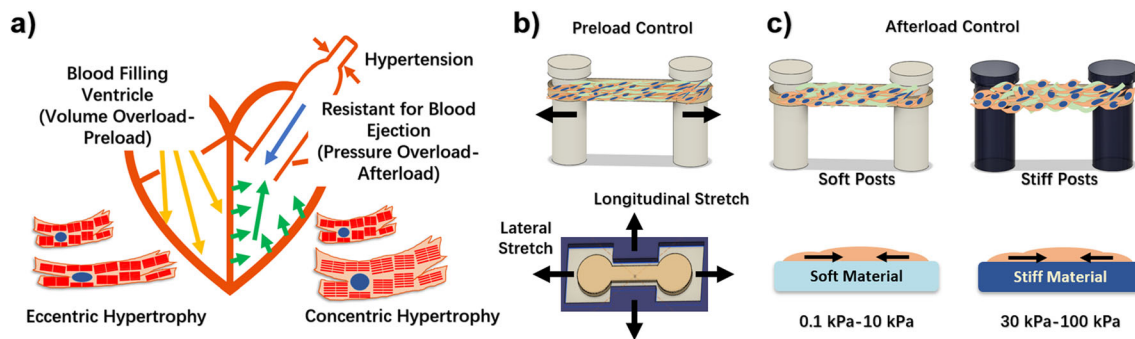 a)
Hypertension
Blood Filling
Ventricle
(Volume Overload-
Preload)
Resistant for Blood
Ejection
(Pressure Overload-
Afterload)
Eccentric Hypertrophy
Concentric Hypertrophy
b)
Preload Control
Longitudinal Stretch
Lateral
Stretch
c)
Afterload Control
Soft Posts
Stiff Posts
Soft Material
Stiff Material
0.1 kPa-10 kPa
30 kPa-100 kPa